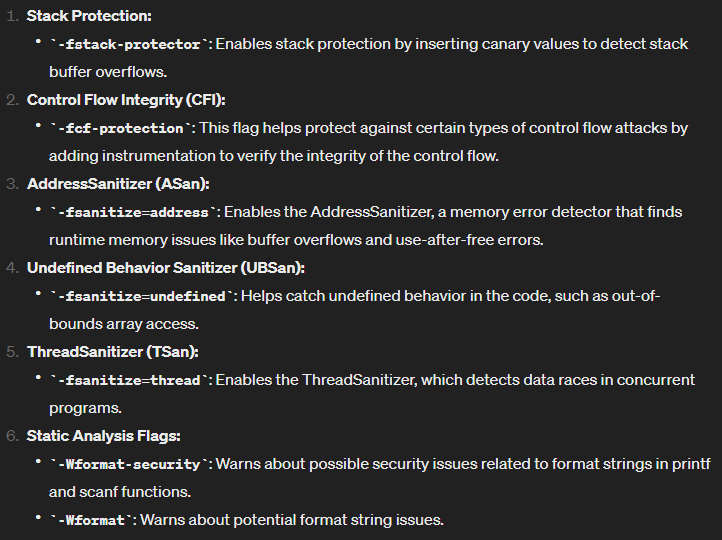 1. Stack Protection:
• `-fstack-protector`: Enables stack protection by inserting canary values to detect stack
buffer overflows.
2. Control Flow Integrity (CFI):
• `-fcf-protection`: This flag helps protect against certain types of control flow attacks by
adding instrumentation to verify the integrity of the control flow.
3. AddressSanitizer (ASan):
• `-fsanitize=address`: Enables the AddressSanitizer, a memory error detector that finds
runtime memory issues like buffer overflows and use-after-free errors.
4. Undefined Behavior Sanitizer (UBSan):
• `-fsanitize=undefined`: Helps catch undefined behavior in the code, such as out-of-
bounds array access.
5. ThreadSanitizer (TSan):
• `-fsanitize=thread`: Enables the ThreadSanitizer, which detects data races in concurrent
programs.
6. Static Analysis Flags:
• `-Wformat-security`: Warns about possible security issues related to format strings in printf
and scanf functions.
• `-Wformat`: Warns about potential format string issues.